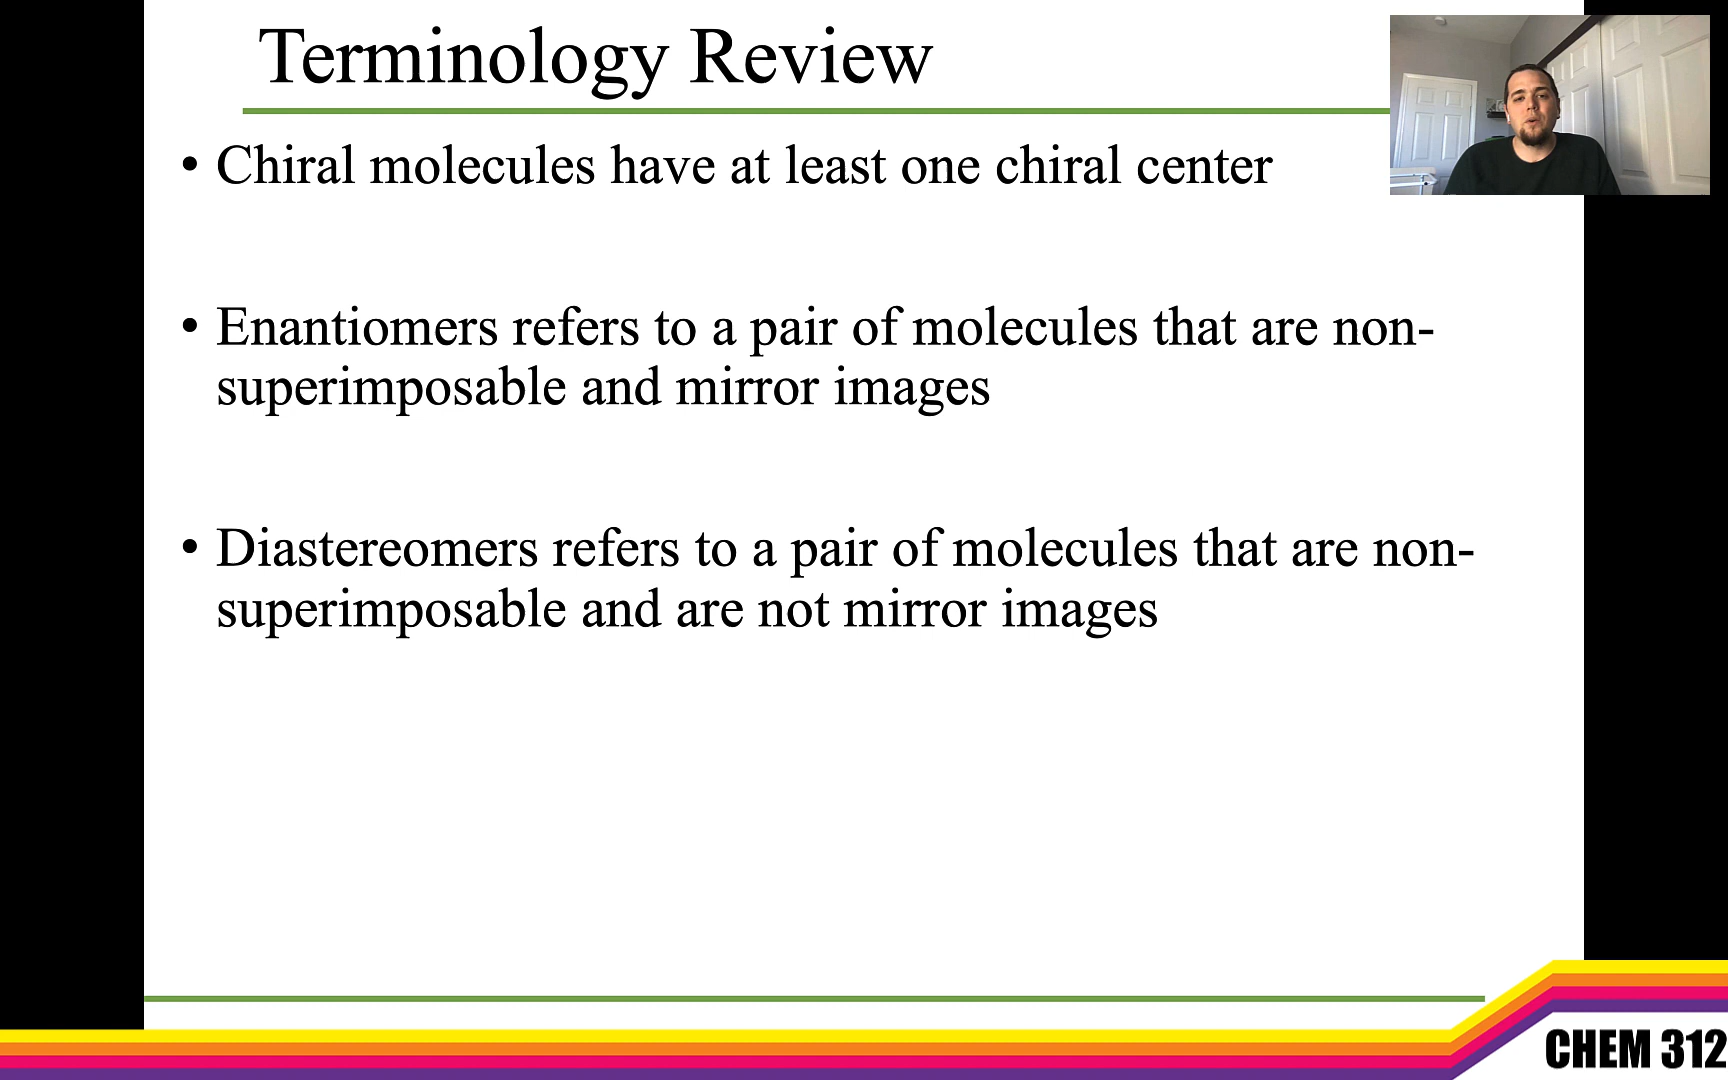 Terminology Review
• Chiral molecules have at least one chiral center
• Enantiomers refers to a pair of molecules that are non-
superimposable and mirror images
• Diastereomers refers to a pair of molecules that are non-
superimposable and are not mirror images
CHEM 312